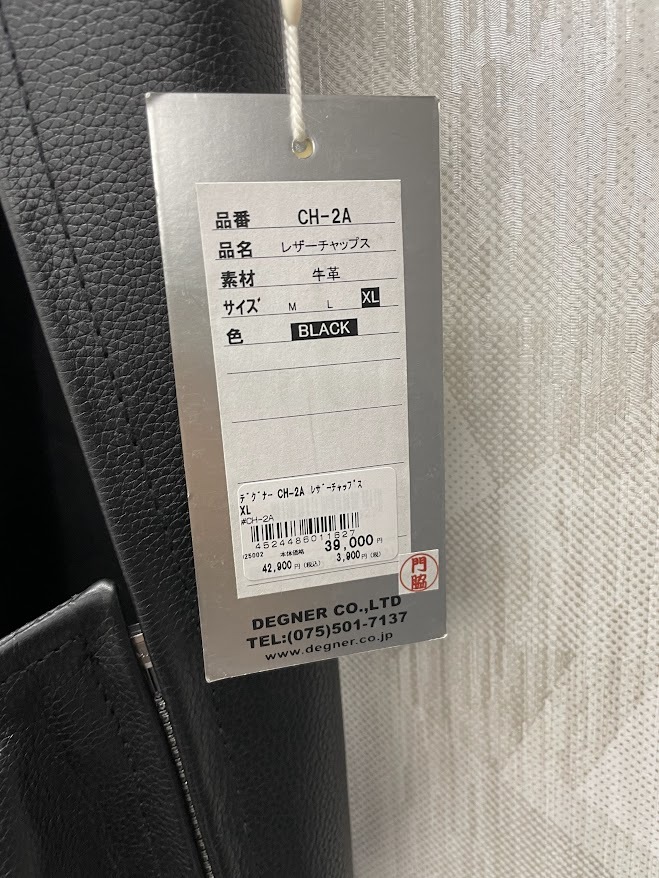 品番 CH-2A
品名 レザーチャップス
素材 牛革
サイズ M L XL
色 BLACK
デグナー CH-2A レザーチャップス
XL
#CH-2A
4524486011627
125002 本体価格 39,000円
42,900円(税込) 3,900円(税)
門脇
DEGNER CO.,LTD
TEL:(075)501-7137
www.degner.co.jp